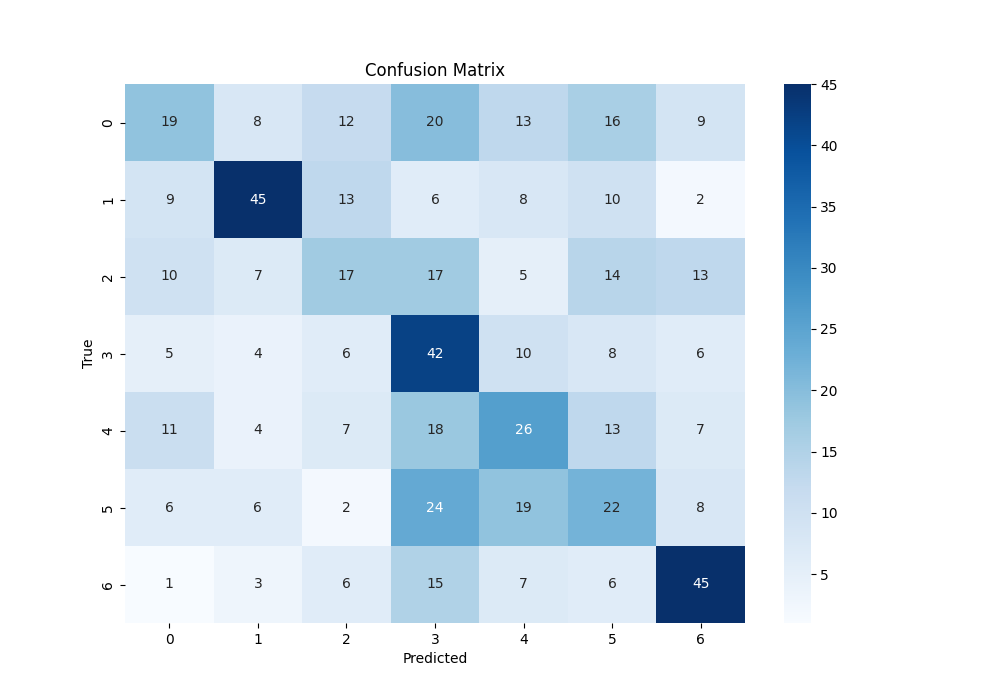 Confusion Matrix
True
0 19 8 12 20 13 16 9
1 9 45 13 6 8 10 2
2 10 7 17 17 5 14 13
3 5 4 6 42 10 8 6
4 11 4 7 18 26 13 7
5 6 6 2 24 19 22 8
6 1 3 6 15 7 6 45
0 1 2 3 4 5 6
Predicted
45
40
35
30
25
20
15
10
5